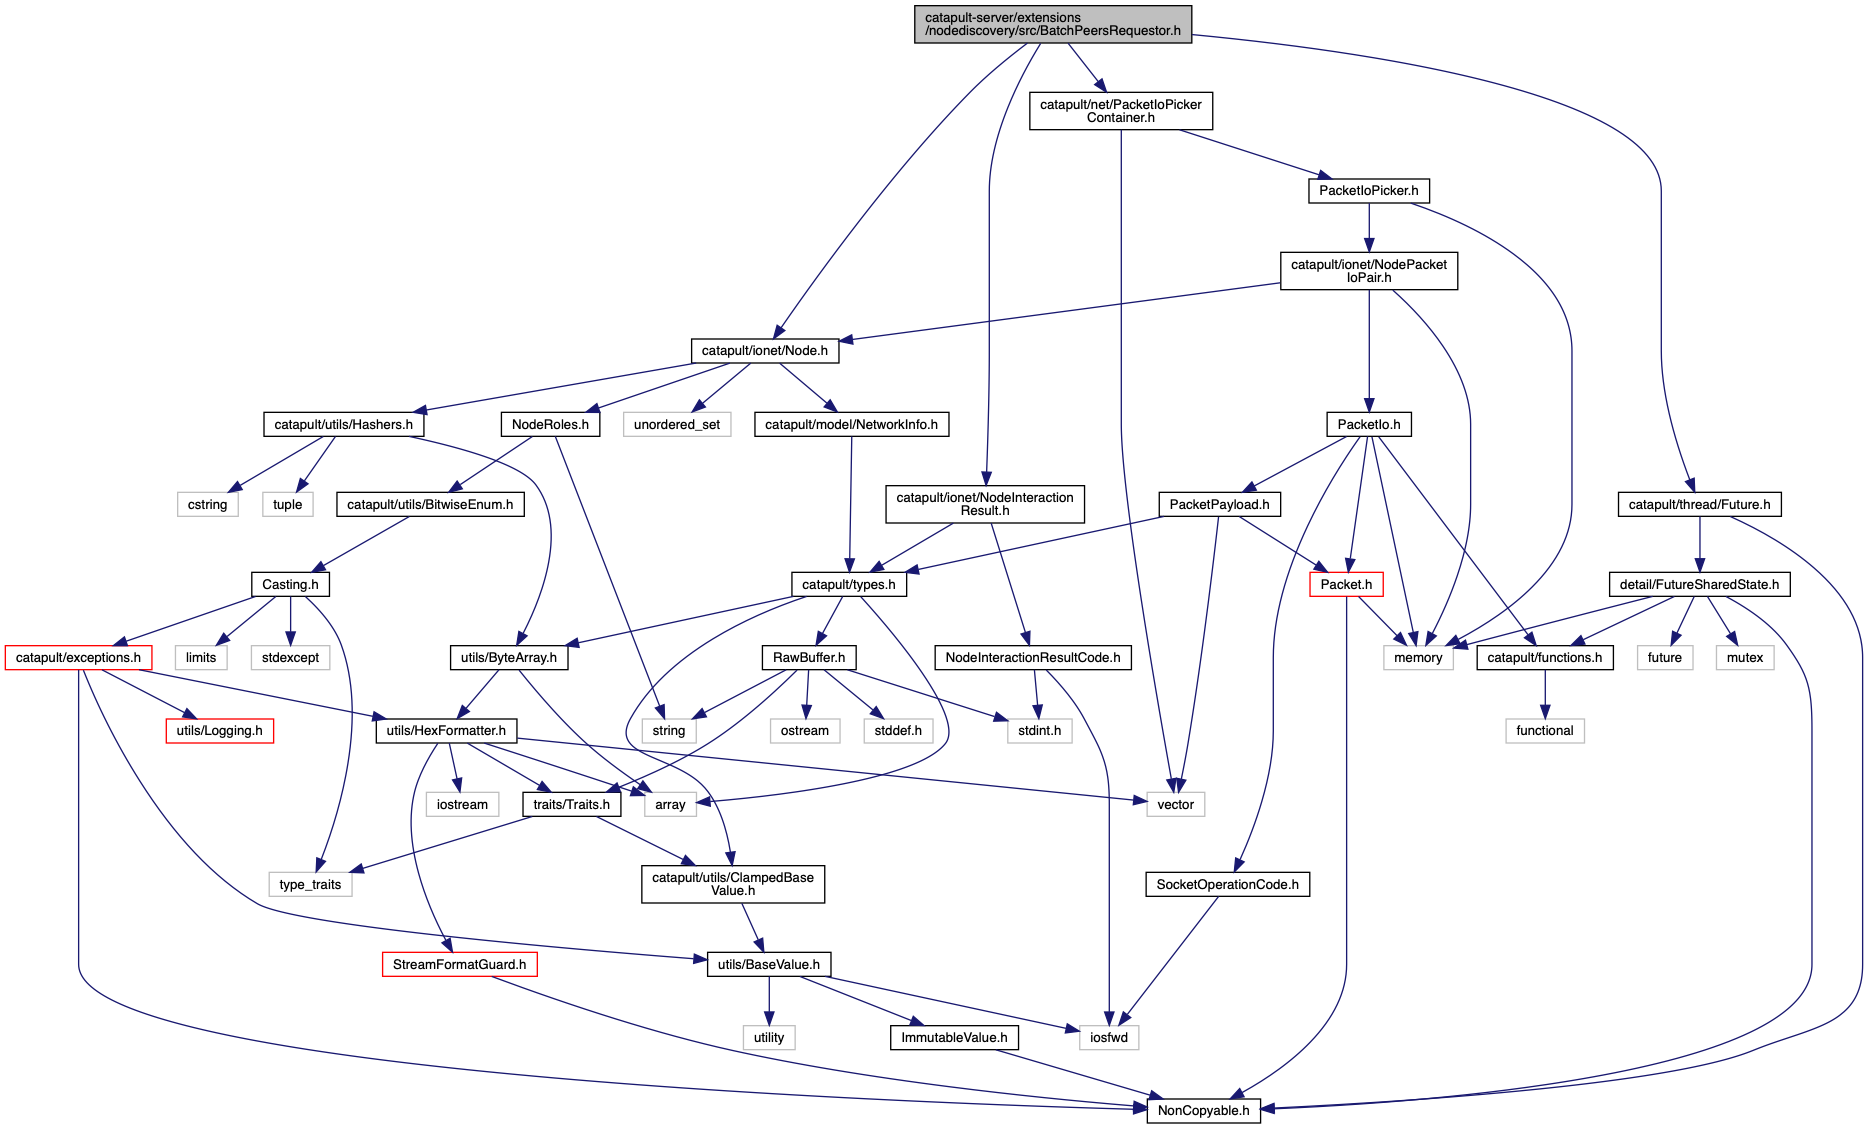 catapult-server/extensions
/nodediscovery/src/BatchPeersRequestor.h
catapult/net/PacketIoPicker
Container.h
PacketIoPicker.h
catapult/ionet/NodePacket
IoPair.h
catapult/ionet/Node.h
catapult/utils/Hashers.h
NodeRoles.h
unordered_set
catapult/model/NetworkInfo.h
PacketIo.h
cstring
tuple
catapult/utils/BitwiseEnum.h
catapult/ionet/NodeInteraction
Result.h
PacketPayload.h
catapult/thread/Future.h
Casting.h
catapult/types.h
Packet.h
detail/FutureSharedState.h
catapult/exceptions.h
limits
stdexcept
utils/ByteArray.h
RawBuffer.h
NodeInteractionResultCode.h
memory
catapult/functions.h
future
mutex
utils/Logging.h
utils/HexFormatter.h
string
ostream
stddef.h
stdint.h
functional
iostream
traits/Traits.h
array
vector
type_traits
catapult/utils/ClampedBase
Value.h
SocketOperationCode.h
StreamFormatGuard.h
utils/BaseValue.h
utility
ImmutableValue.h
iosfwd
NonCopyable.h